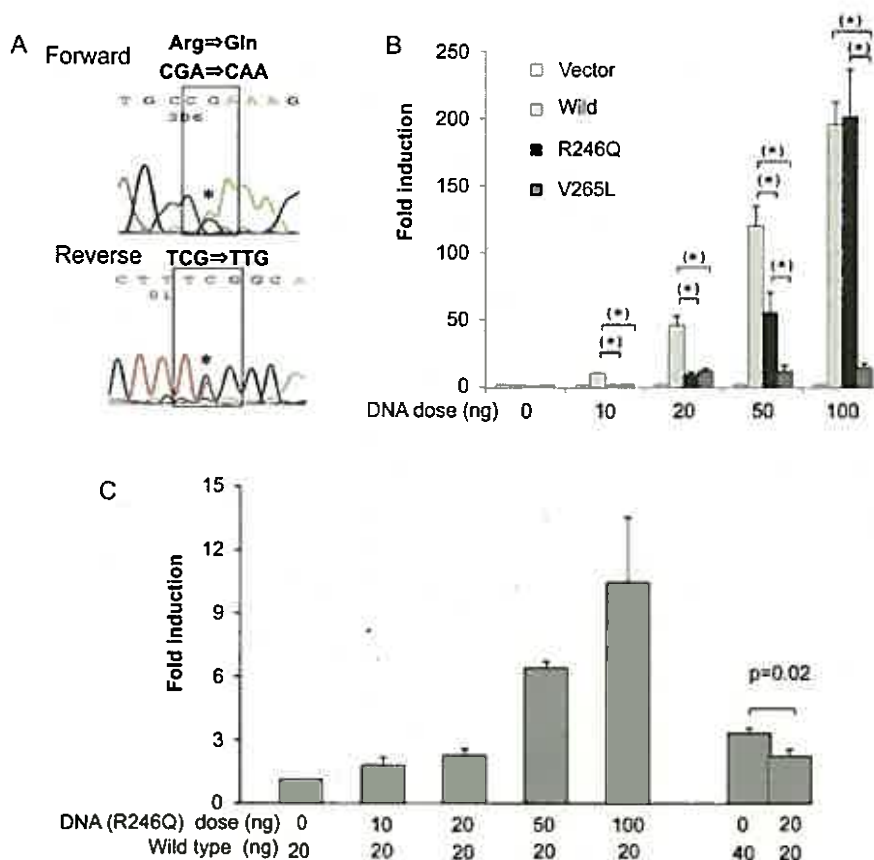 A
Forward
Arg⇒Gln
CGA⇒CAA
T G C C G A A A G
306
*
Reverse
TCG⇒TTG
C T T T C G G C A
*
B
Fold induction
250
200
150
100
50
0
Vector
Wild
R246Q
V265L
(*)
(*)
(*)
(*)
(*)
(*)
(*)
(*)
(*)
DNA dose (ng) 0 10 20 50 100
C
Fold induction
15
12
9
6
3
0
p=0.02
DNA (R246Q) dose (ng) 0 10 20 50 100 0 20
Wild type (ng) 20 20 20 20 20 40 20